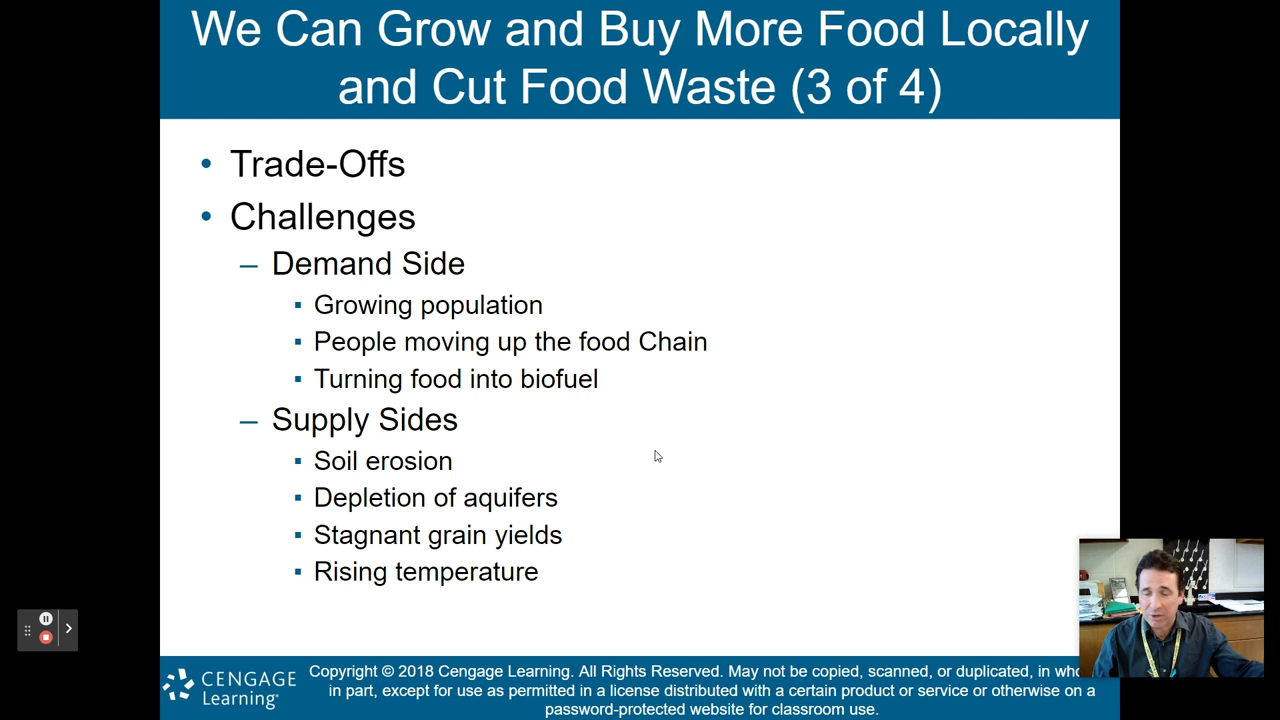 We Can Grow and Buy More Food Locally
and Cut Food Waste (3 of 4)
• Trade-Offs
• Challenges
– Demand Side
▪ Growing population
▪ People moving up the food Chain
▪ Turning food into biofuel
– Supply Sides
▪ Soil erosion
▪ Depletion of aquifers
▪ Stagnant grain yields
▪ Rising temperature
CENGAGE
Learning®
Copyright © 2018 Cengage Learning. All Rights Reserved. May not be copied, scanned, or duplicated, in
in part, except for use as permitted in a license distributed with a certain product or service or otherwise on a
password-protected website for classroom use.